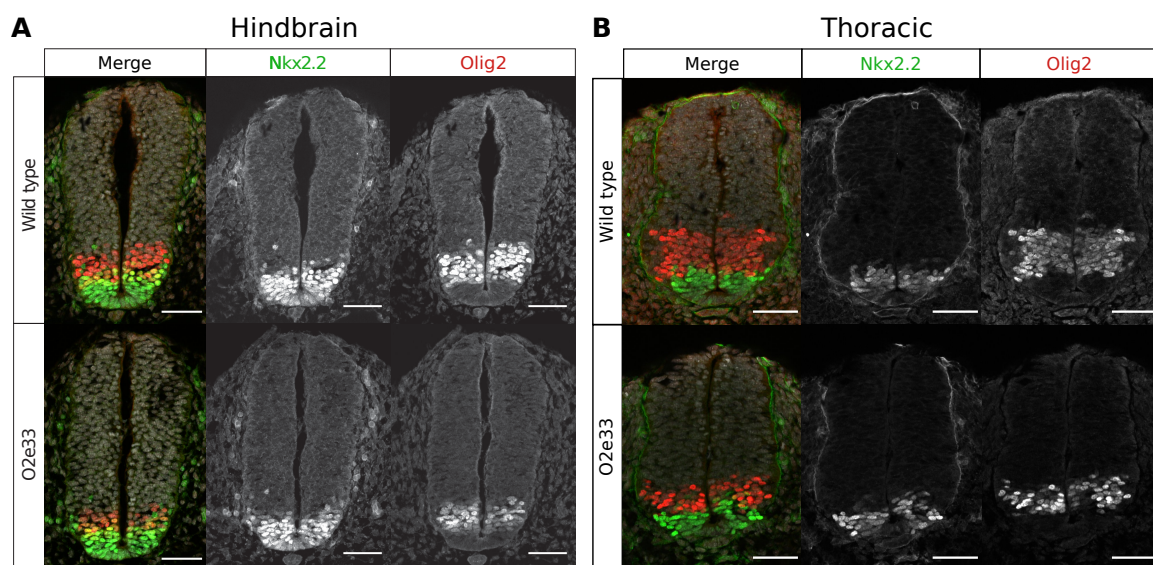 A
Hindbrain
Merge
Nkx2.2
Olig2
Wild type
O2e33
B
Thoracic
Merge
Nkx2.2
Olig2
Wild type
O2e33